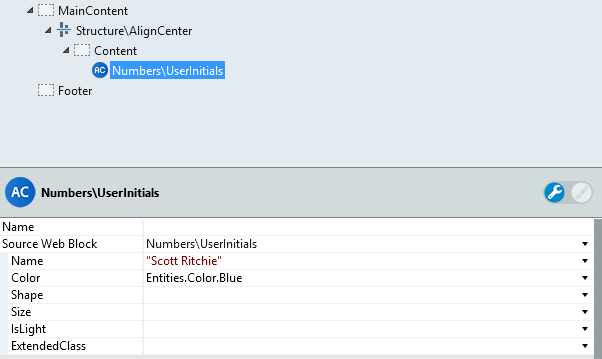 MainContent
Structure\AlignCenter
Content
AC Numbers\UserInitials
Footer
AC Numbers\UserInitials
Name
Source Web Block Numbers\UserInitials
Name "Scott Ritchie"
Color Entities.Color.Blue
Shape
Size
IsLight
ExtendedClass